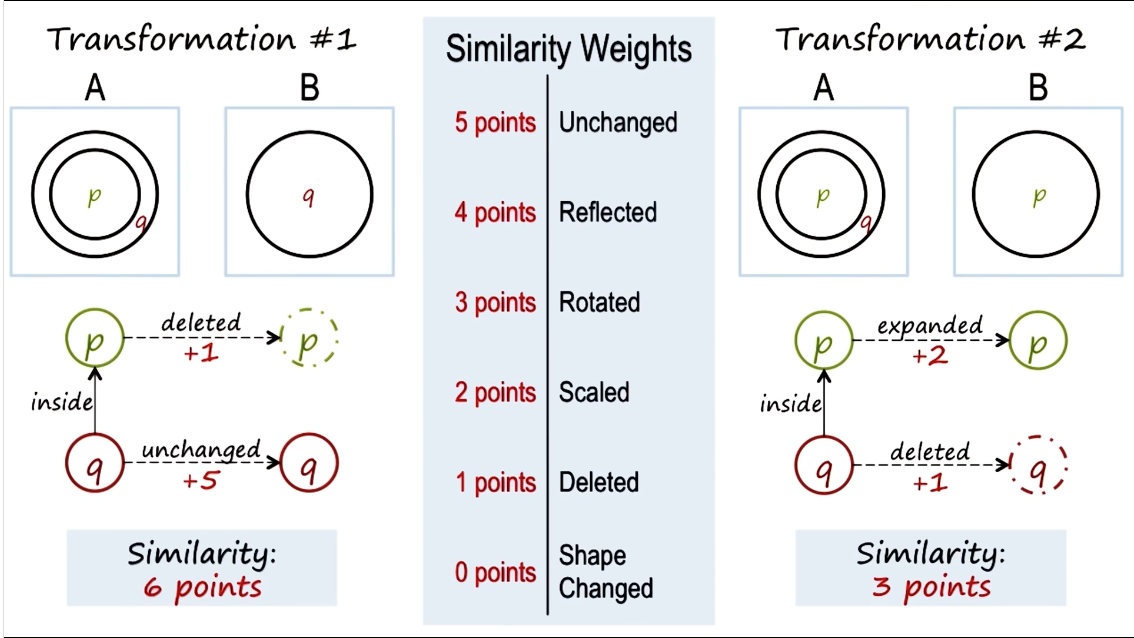 Transformation #1
A
B
p
q
q
p
deleted
+1
p
inside
q
unchanged
+5
q
Similarity:
6 points
Similarity Weights
5 points Unchanged
4 points Reflected
3 points Rotated
2 points Scaled
1 points Deleted
0 points Shape
Changed
Transformation #2
A
B
p
q
p
p
expanded
+2
p
inside
q
deleted
+1
q
Similarity:
3 points